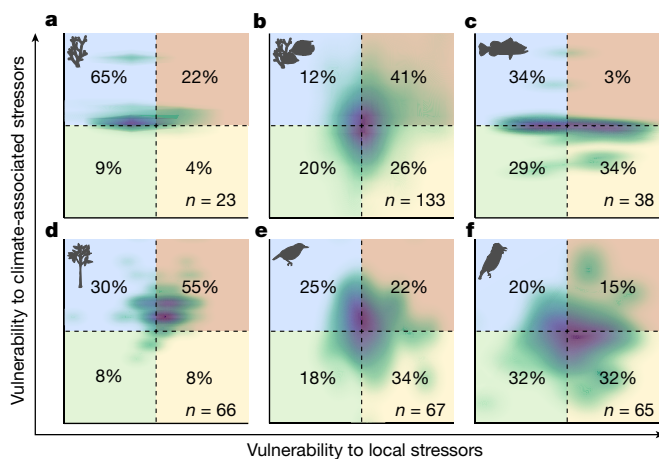 a
b
c
65%
22%
12%
41%
34%
3%
9%
4%
20%
26%
29%
34%
n = 23
n = 133
n = 38
d
e
f
30%
55%
25%
22%
20%
15%
8%
8%
18%
34%
32%
32%
n = 66
n = 67
n = 65
Vulnerability to climate-associated stressors
Vulnerability to local stressors